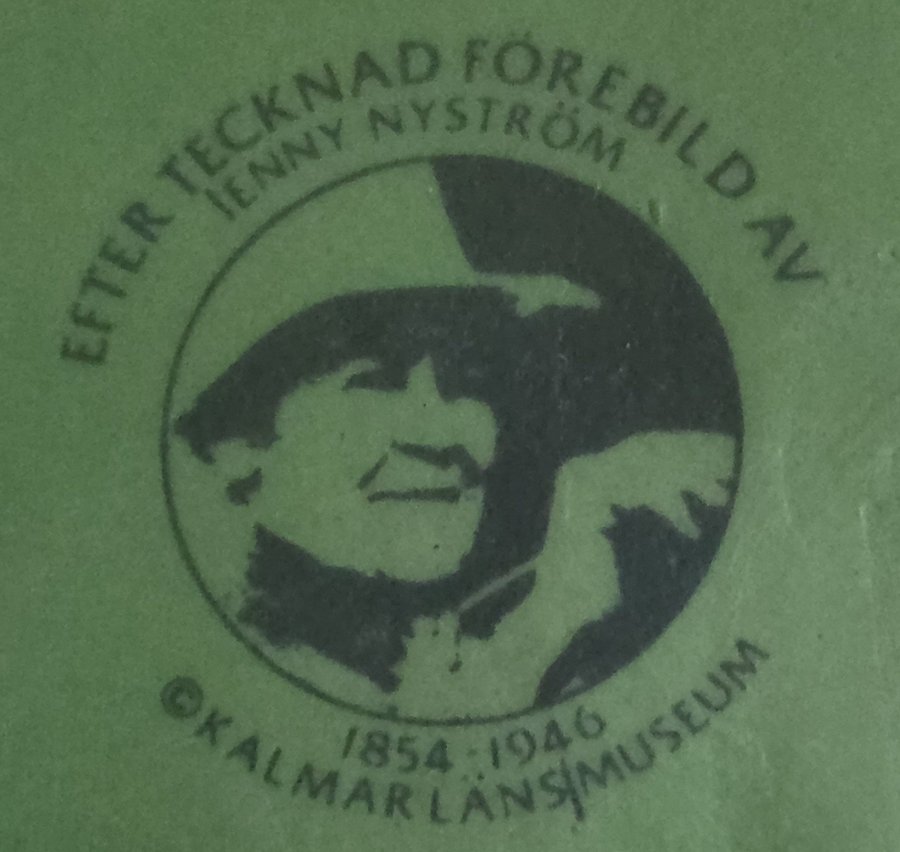 EFTER TECKNAD FÖREBILD AV
JENNY NYSTRÖM
1854-1946
© KALMAR LÄNS MUSEUM